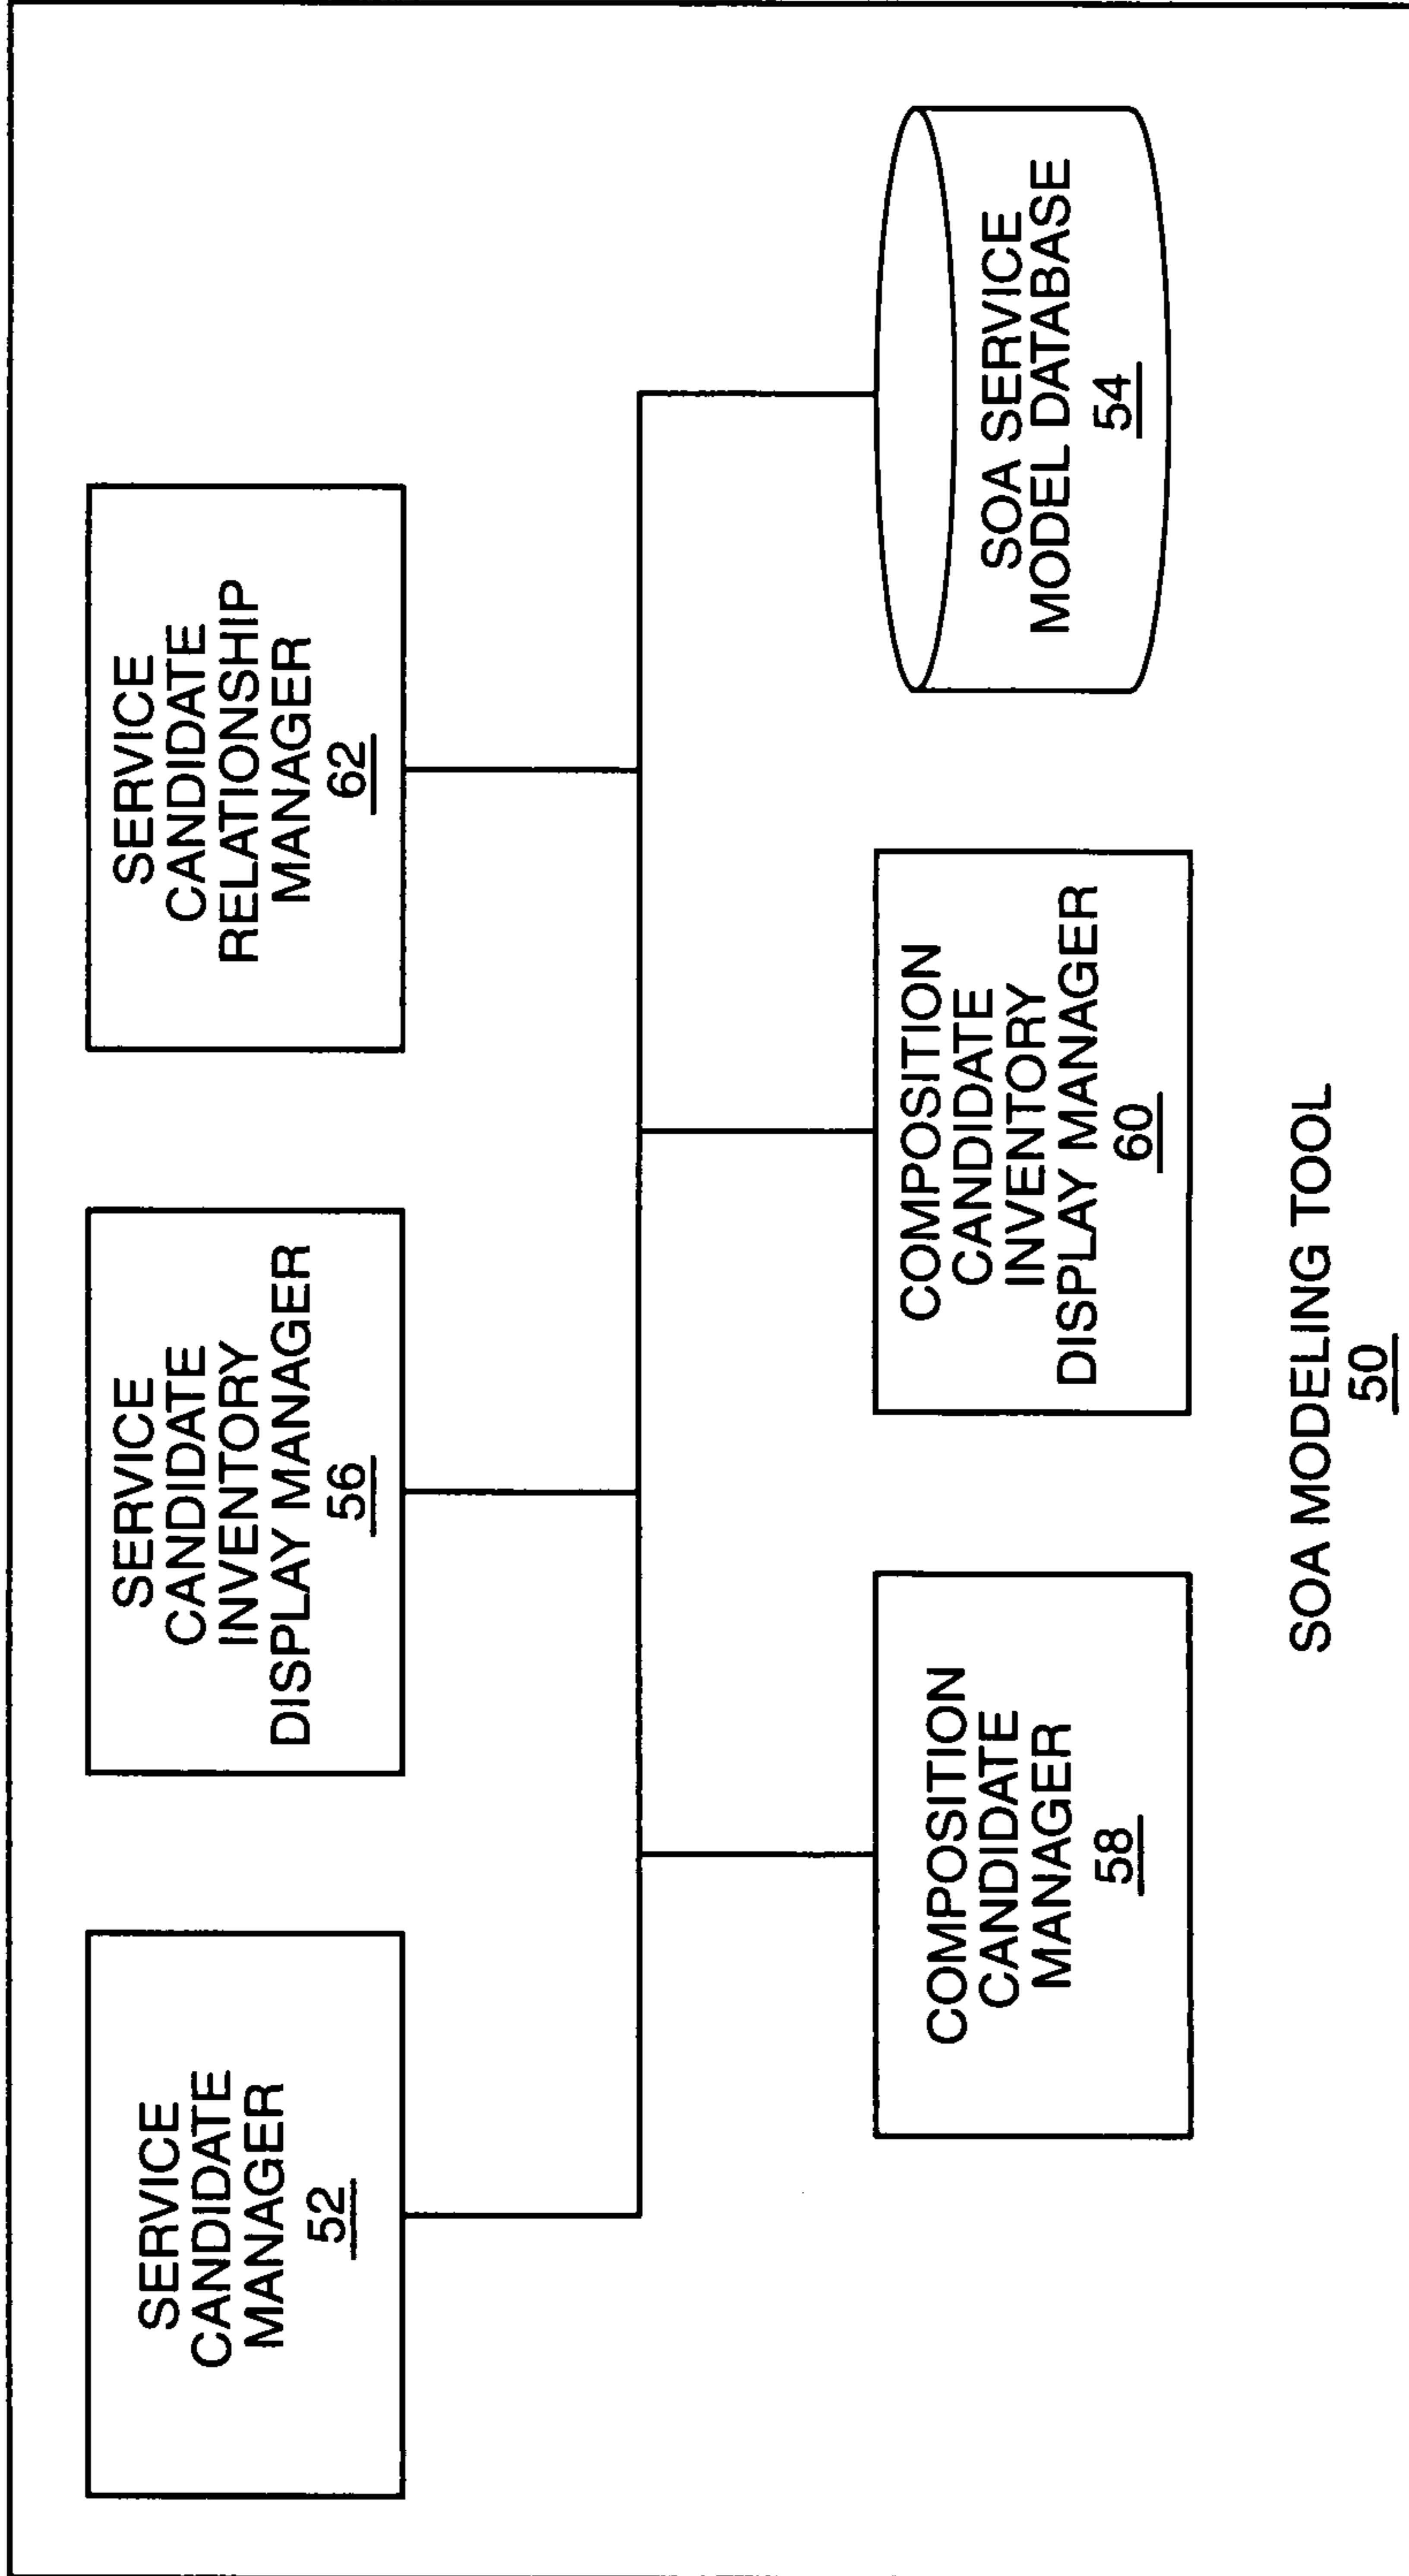 SERVICE
CANDIDATE
MANAGER
52
SERVICE
CANDIDATE
INVENTORY
DISPLAY MANAGER
56
SERVICE
CANDIDATE
RELATIONSHIP
MANAGER
62
COMPOSITION
CANDIDATE
MANAGER
58
COMPOSITION
CANDIDATE
INVENTORY
DISPLAY MANAGER
60
SOA SERVICE
MODEL DATABASE
54
SOA MODELING TOOL
50